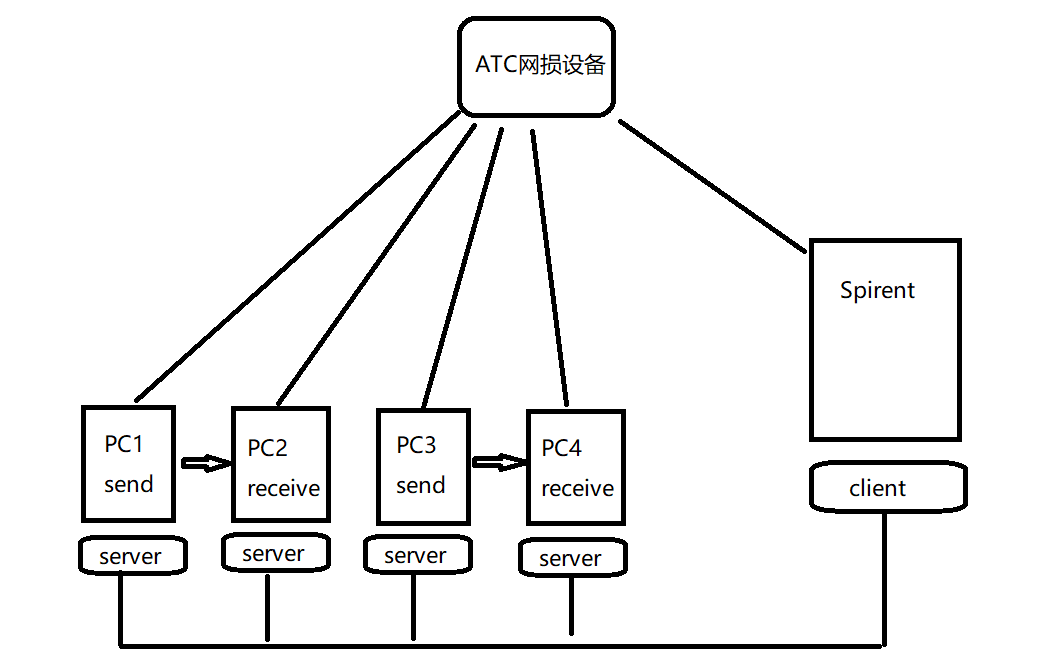 ATC网损设备
Spirent
PC1
send
PC2
receive
PC3
send
PC4
receive
client
server
server
server
server